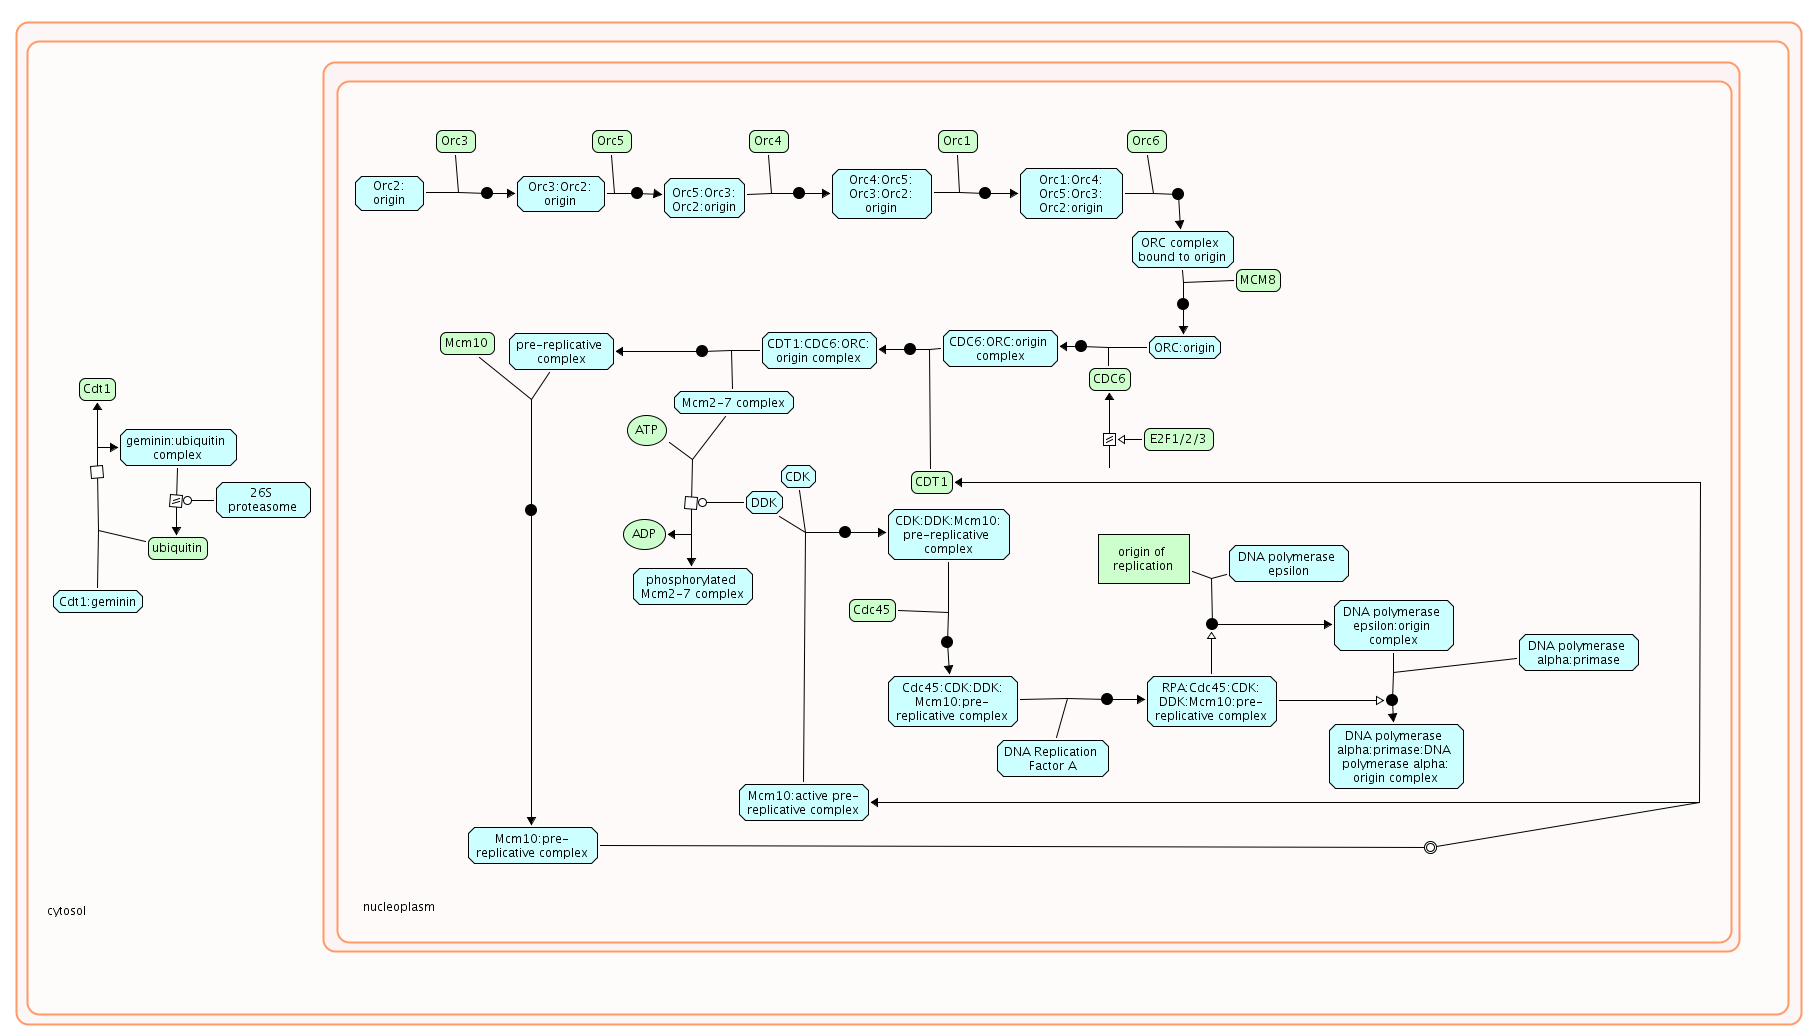 Orc3
Orc5
Orc4
Orc1
Orc6
Orc2:
origin
Orc3:Orc2:
origin
Orc5:Orc3:
Orc2:origin
Orc4:Orc5:
Orc3:Orc2:
origin
Orc1:Orc4:
Orc5:Orc3:
Orc2:origin
ORC complex
bound to origin
MCM8
Mcm10
pre-replicative
complex
CDT1:CDC6:ORC:
origin complex
CDC6:ORC:origin
complex
ORC:origin
CDC6
Cdt1
Mcm2-7 complex
ATP
E2F1/2/3
geminin:ubiquitin
complex
CDK
CDT1
26S
proteasome
DDK
CDK:DDK:Mcm10:
pre-replicative
complex
ADP
ubiquitin
origin of
replication
DNA polymerase
epsilon
phosphorylated
Mcm2-7 complex
Cdt1:geminin
Cdc45
DNA polymerase
epsilon:origin
complex
DNA polymerase
alpha:primase
Cdc45:CDK:DDK:
Mcm10:pre-
replicative complex
RPA:Cdc45:CDK:
DDK:Mcm10:pre-
replicative complex
DNA Replication
Factor A
DNA polymerase
alpha:primase:DNA
polymerase alpha:
origin complex
Mcm10:active pre-
replicative complex
Mcm10:pre-
replicative complex
cytosol
nucleoplasm